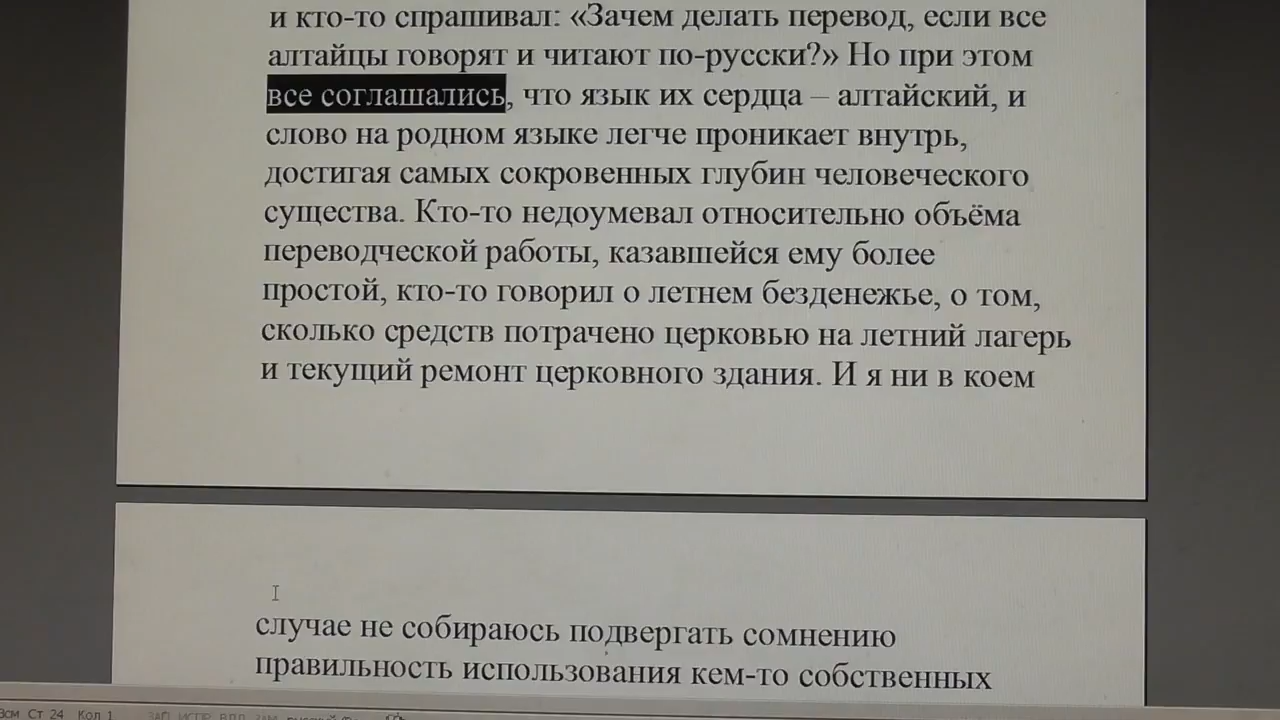 и кто-то спрашивал: «Зачем делать перевод, если все
алтайцы говорят и читают по-русски?» Но при этом
все соглашались, что язык их сердца – алтайский, и
слово на родном языке легче проникает внутрь,
достигая самых сокровенных глубин человеческого
существа. Кто-то недоумевал относительно объёма
переводческой работы, казавшейся ему более
простой, кто-то говорил о летнем безденежье, о том,
сколько средств потрачено церковью на летний лагерь
и текущий ремонт церковного здания. И я ни в коем
случае не собираюсь подвергать сомнению
правильность использования кем-то собственных
Ст 24 Кол 1